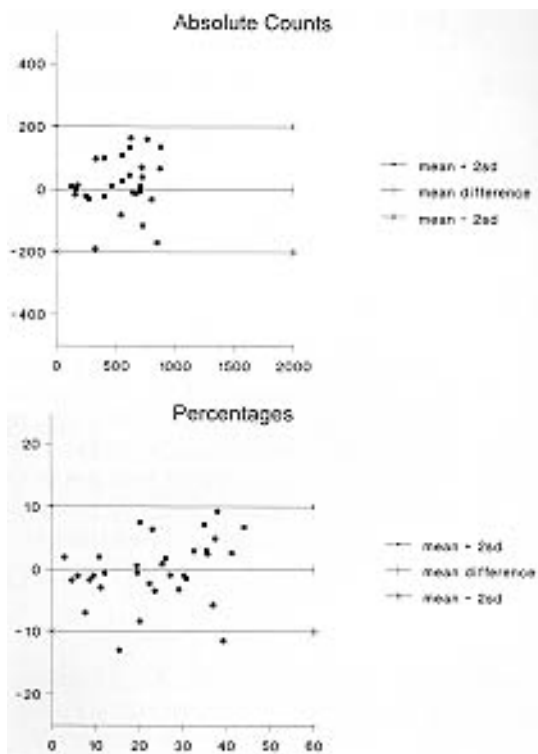 Absolute Counts
400
200
0
-200
-400
0 500 1000 1500 2000
mean + 2sd
mean difference
mean - 2sd
Percentages
20
10
0
-10
-20
0 10 20 30 40 50 60
mean + 2sd
mean difference
mean - 2sd